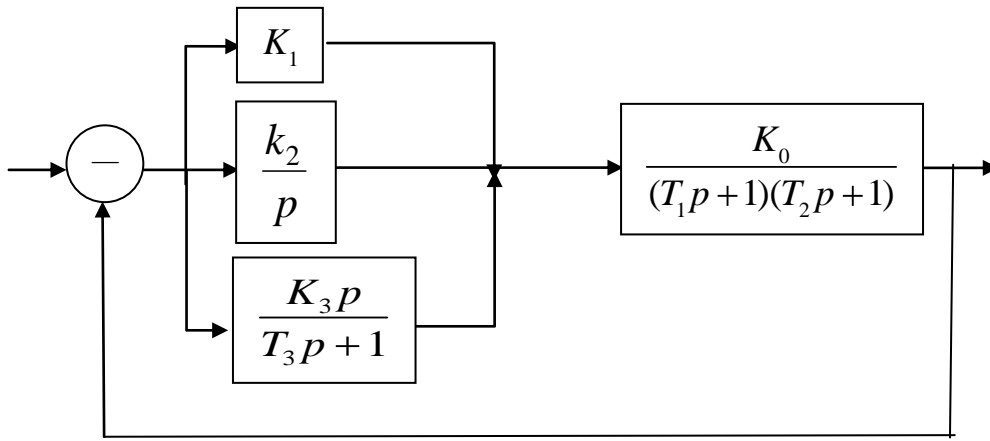 K₁
−
k₂
p
K₀
(T₁p + 1)(T₂p + 1)
K₃p
T₃p + 1